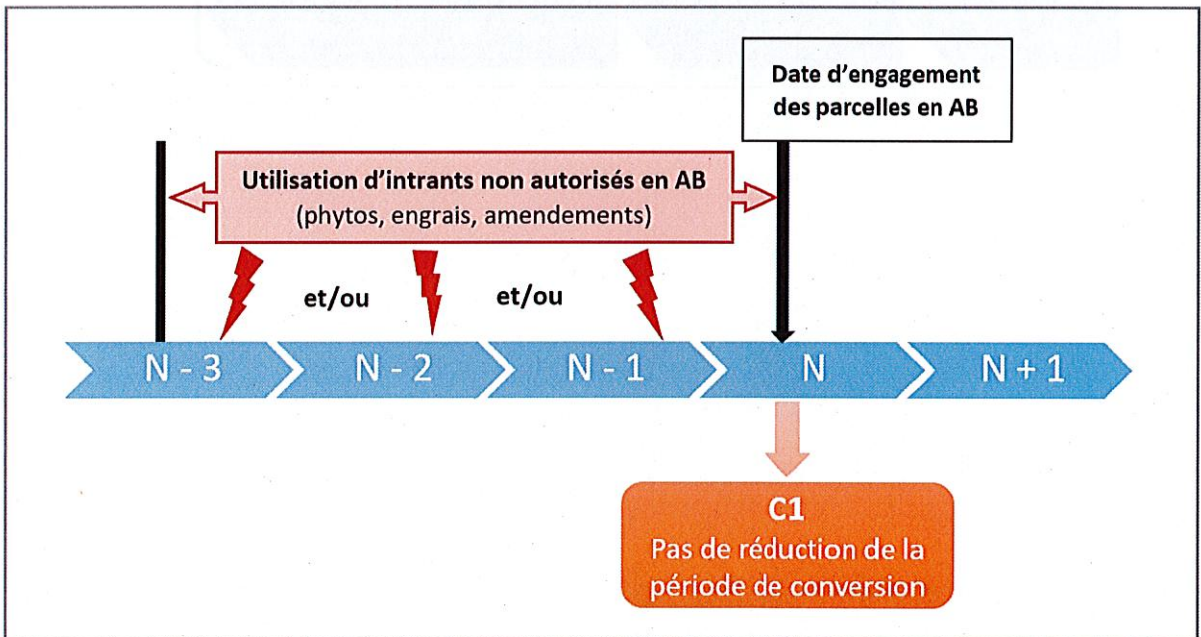 Date d’engagement
des parcelles en AB
Utilisation d’intrants non autorisés en AB
(phytos, engrais, amendements)
et/ou
et/ou
N - 3
N - 2
N - 1
N
N + 1
C1
Pas de réduction de la
période de conversion